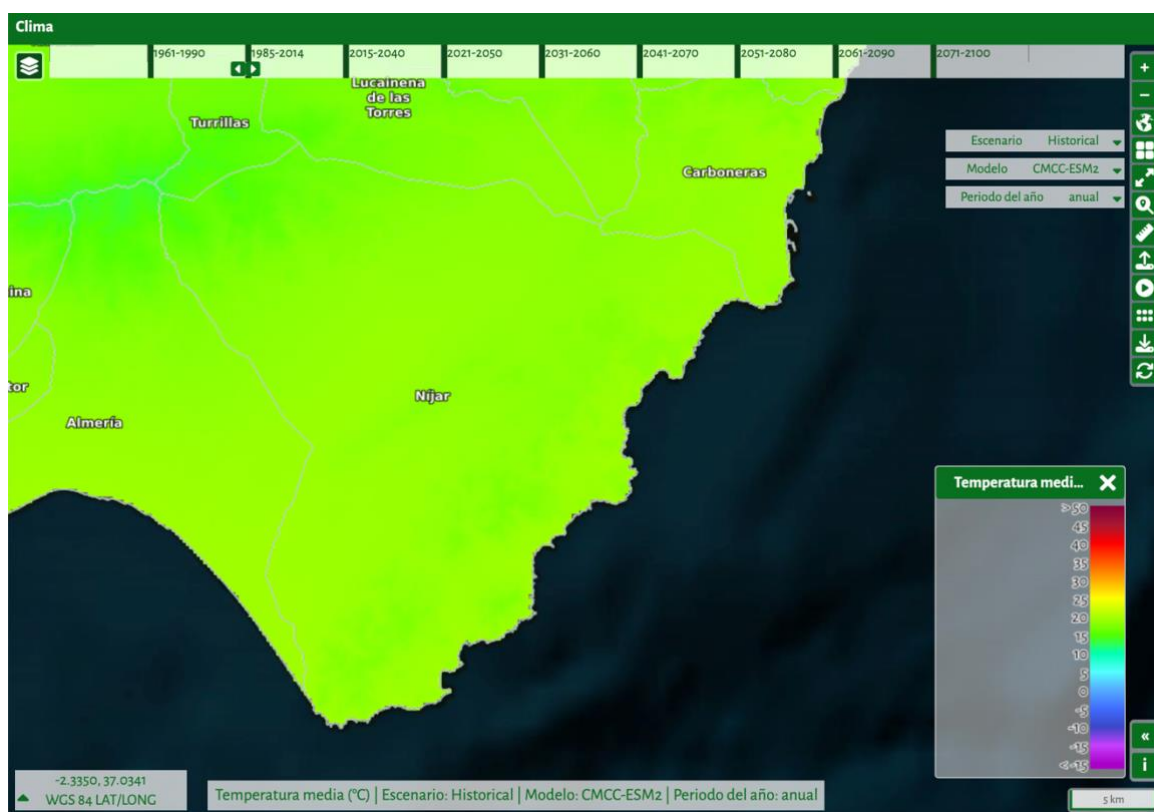 Clima
1961-1990
1985-2014
2015-2040
2021-2050
2031-2060
2041-2070
2051-2080
2061-2090
2071-2100
Lucainena
de las
Torres
Turrillas
Carboneras
Escenario Historical
Modelo CMCC-ESM2
Periodo del año anual
ina
tor
Níjar
Almería
Temperatura medi...
>50
45
40
35
30
25
20
15
10
5
0
-5
-10
-15
<-15
-2.3350, 37.0341
WGS 84 LAT/LONG
Temperatura media (°C) | Escenario: Historical | Modelo: CMCC-ESM2 | Periodo del año: anual
5 km